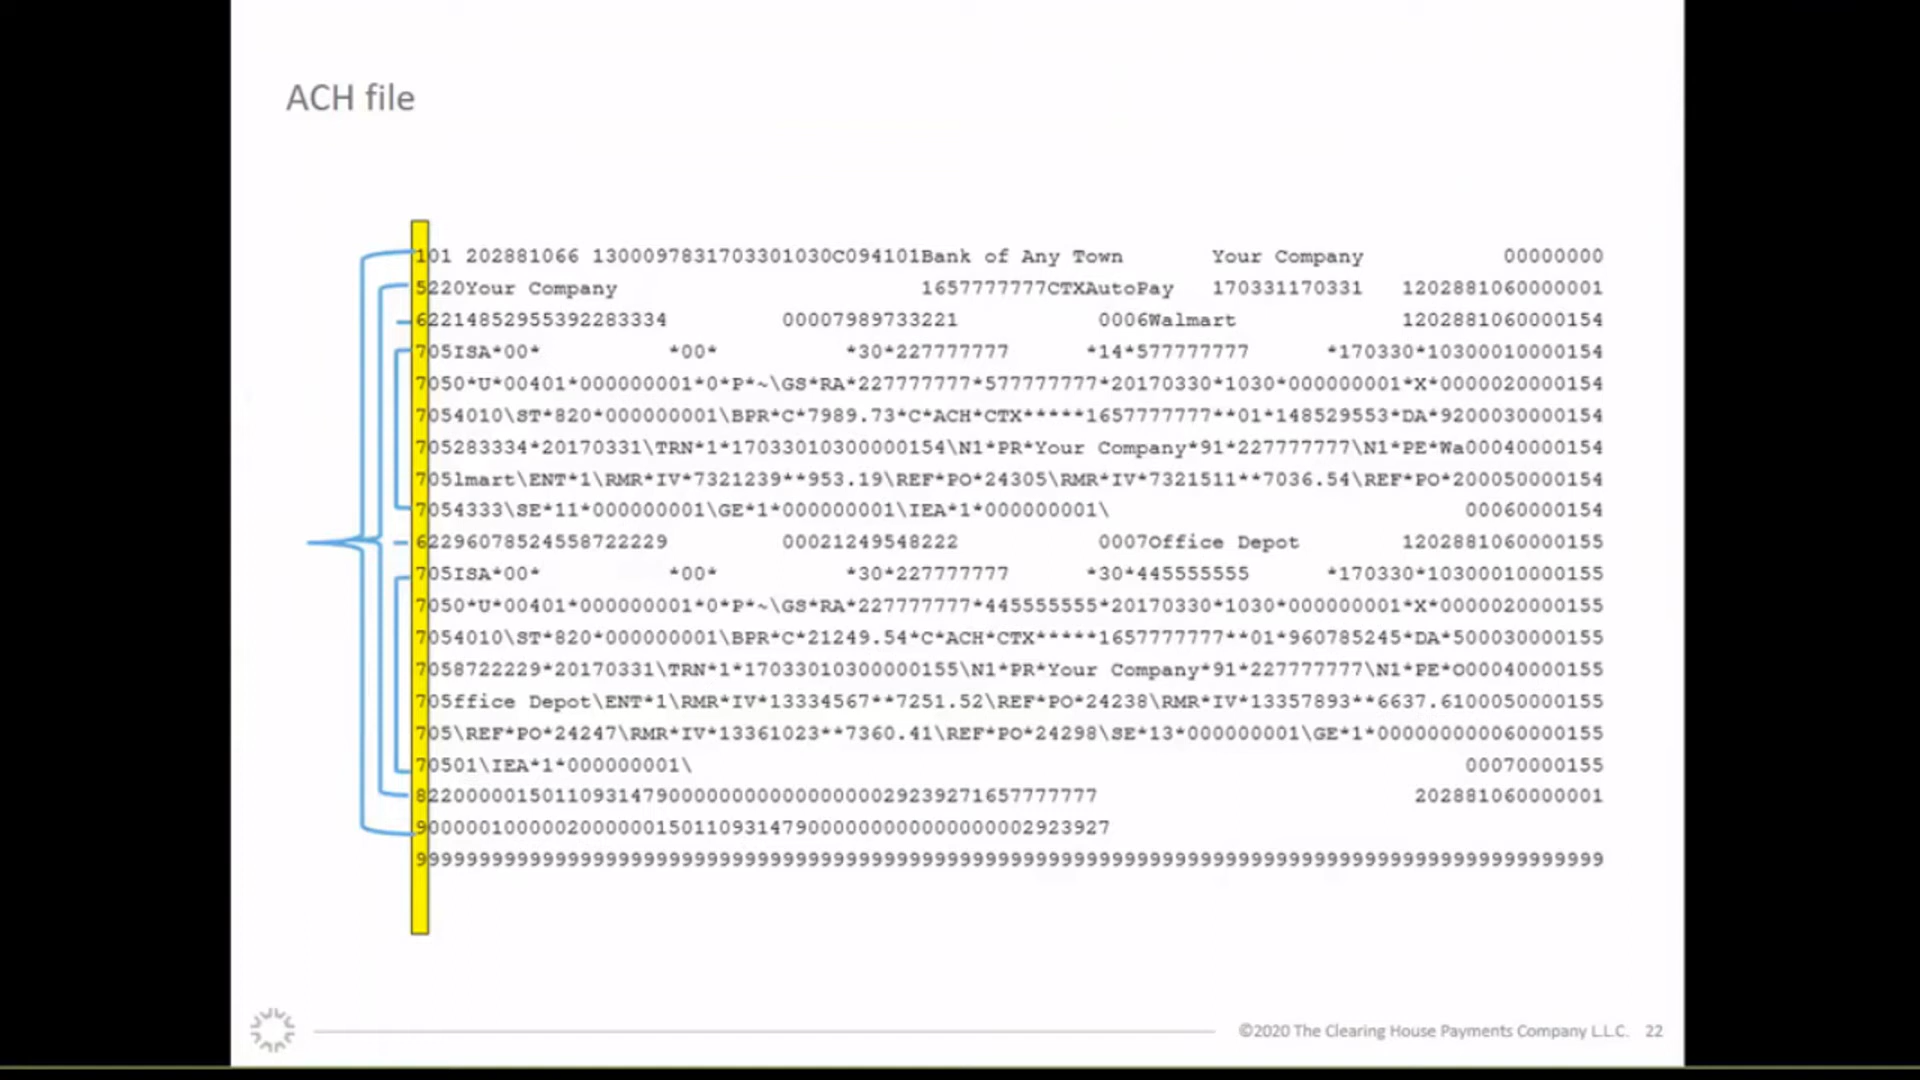 ACH file
101 202881066 1300097831703301030C094101Bank of Any Town       Your Company           00000000
5220Your Company                        1657777777CTXAutoPay   170331170331   1202881060000001
622148529553922​83334         00007989733221           0006Walmart             1202881060000154
705ISA*00*          *00*          *30*227777777      *14*577777777      *170330*10300010000154
7050*U*00401*000000001*0*P*~\GS*RA*227777777*577777777*20170330*1030*000000001*X*0000020000154
7054010\ST*820*000000001\BPR*C*7989.73*C*ACH*CTX*****1657777777**01*148529553*DA*9200030000154
705283334*20170331\TRN*1*17033010300000154\N1*PR*Your Company*91*227777777\N1*PE*Wa00040000154
705lmart\ENT*1\RMR*IV*7321239**953.19\REF*PO*24305\RMR*IV*7321511**7036.54\REF*PO*200050000154
7054333\SE*11*000000001\GE*1*000000001\IEA*1*000000001\                            00060000154
62296078524558722229         00021249548222           0007Office Depot        1202881060000155
705ISA*00*          *00*          *30*227777777      *30*445555555      *170330*10300010000155
7050*U*00401*000000001*0*P*~\GS*RA*227777777*445555555*20170330*1030*000000001*X*0000020000155
7054010\ST*820*000000001\BPR*C*21249.54*C*ACH*CTX*****1657777777**01*960785245*DA*500030000155
7058722229*20170331\TRN*1*17033010300000155\N1*PR*Your Company*91*227777777\N1*PE*O00040000155
705ffice Depot\ENT*1\RMR*IV*13334567**7251.52\REF*PO*24238\RMR*IV*13357893**6637.6100050000155
705\REF*PO*24247\RMR*IV*13361023**7360.41\REF*PO*24298\SE*13*000000001\GE*1*0000000000060000155
70501\IEA*1*000000001\                                                             00070000155
822000001501109314790000000000000000029239271657777777                         202881060000001
9000001000002000000150110931479000000000000000002923927
9999999999999999999999999999999999999999999999999999999999999999999999999999999999999999999999
©2020 The Clearing House Payments Company L.L.C. 22